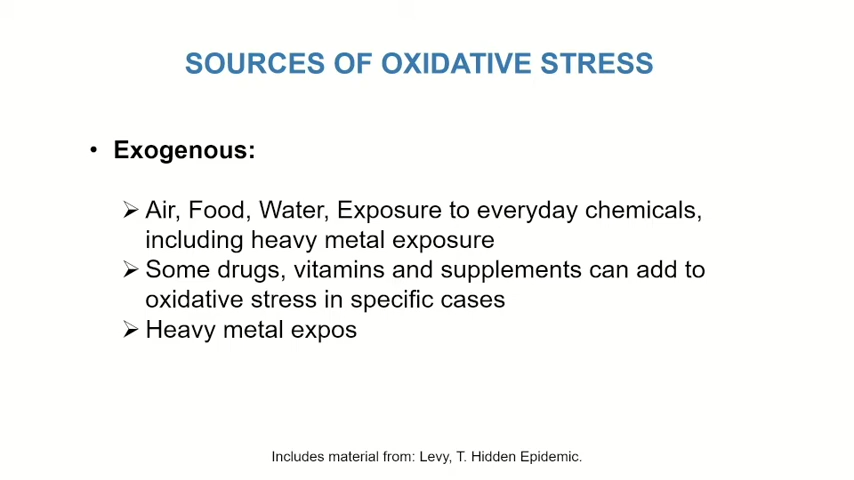 SOURCES OF OXIDATIVE STRESS
• Exogenous:
➢ Air, Food, Water, Exposure to everyday chemicals,
including heavy metal exposure
➢ Some drugs, vitamins and supplements can add to
oxidative stress in specific cases
➢ Heavy metal expos
Includes material from: Levy, T. Hidden Epidemic.